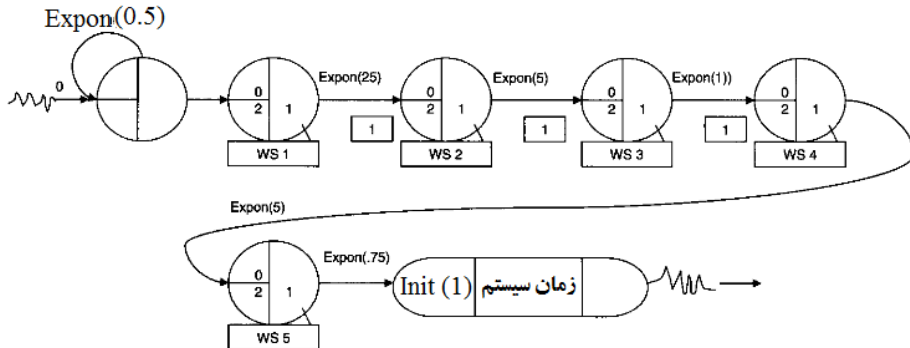 Expon(0.5)
0
0
2
1
WS 1
Expon(25)
1
0
2
1
WS 2
Expon(5)
1
0
2
1
WS 3
Expon(1))
1
0
2
1
WS 4
Expon(5)
0
2
1
WS 5
Expon(.75)
Init (1)
زمان سیستم